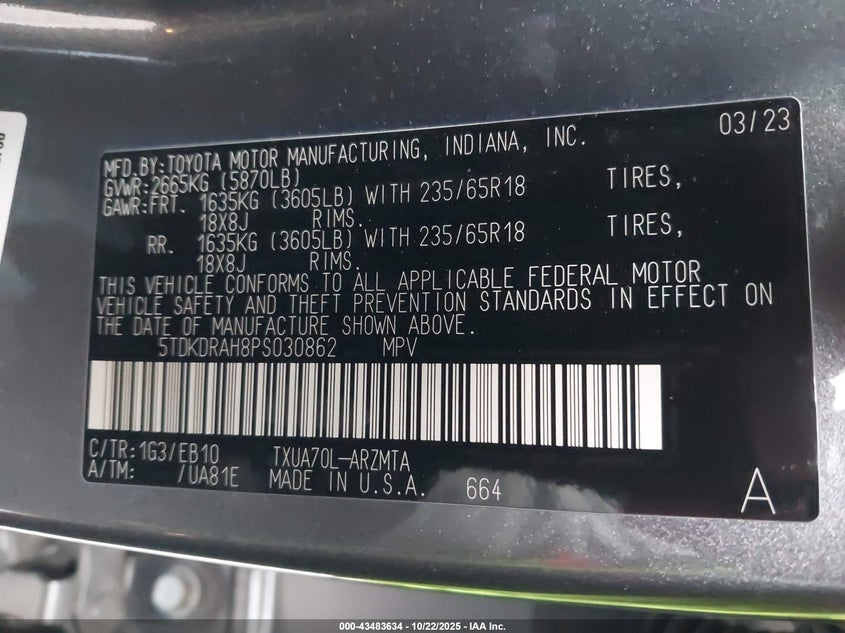 03/23
MFD.BY:TOYOTA MOTOR MANUFACTURING, INDIANA, INC.
GVWR:2665KG (5870LB)
GAWR:FRT. 1635KG (3605LB) WITH 235/65R18 TIRES,
18X8J RIMS.
RR. 1635KG (3605LB) WITH 235/65R18 TIRES,
18X8J RIMS.
THIS VEHICLE CONFORMS TO ALL APPLICABLE FEDERAL MOTOR
VEHICLE SAFETY AND THEFT PREVENTION STANDARDS IN EFFECT ON
THE DATE OF MANUFACTURE SHOWN ABOVE.
5TDKDRAH8PS030862 MPV
C/TR:1G3/EB10 TXUA70L-ARZMTA
A/TM: /UA81E MADE IN U.S.A. 664
A
000-43483634 - 10/22/2025 - IAA Inc.